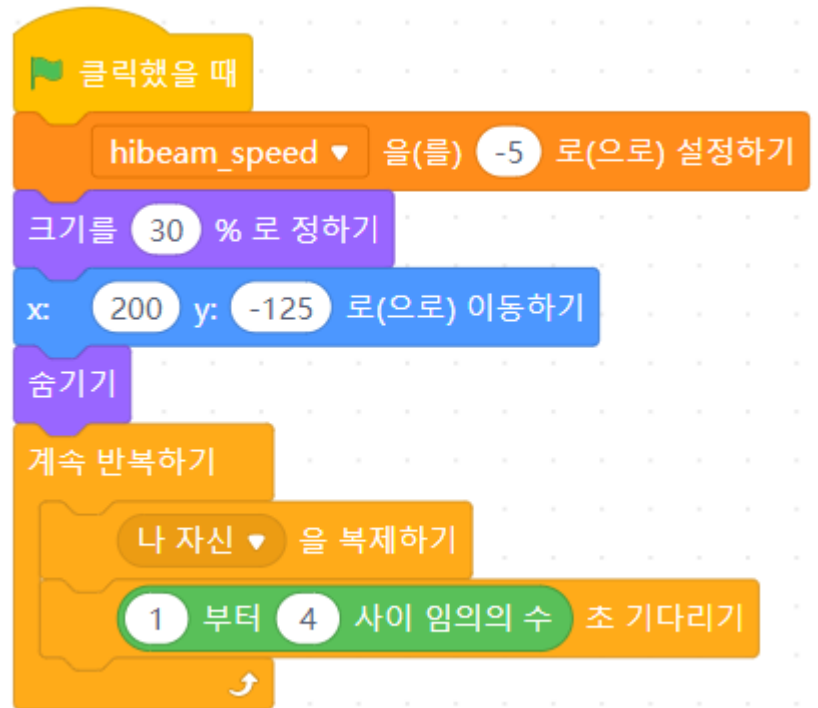 클릭했을 때
hibeam_speed 을(를) -5 로(으로) 설정하기
크기를 30 % 로 정하기
x: 200 y: -125 로(으로) 이동하기
숨기기
계속 반복하기
나 자신 을 복제하기
1 부터 4 사이 임의의 수 초 기다리기